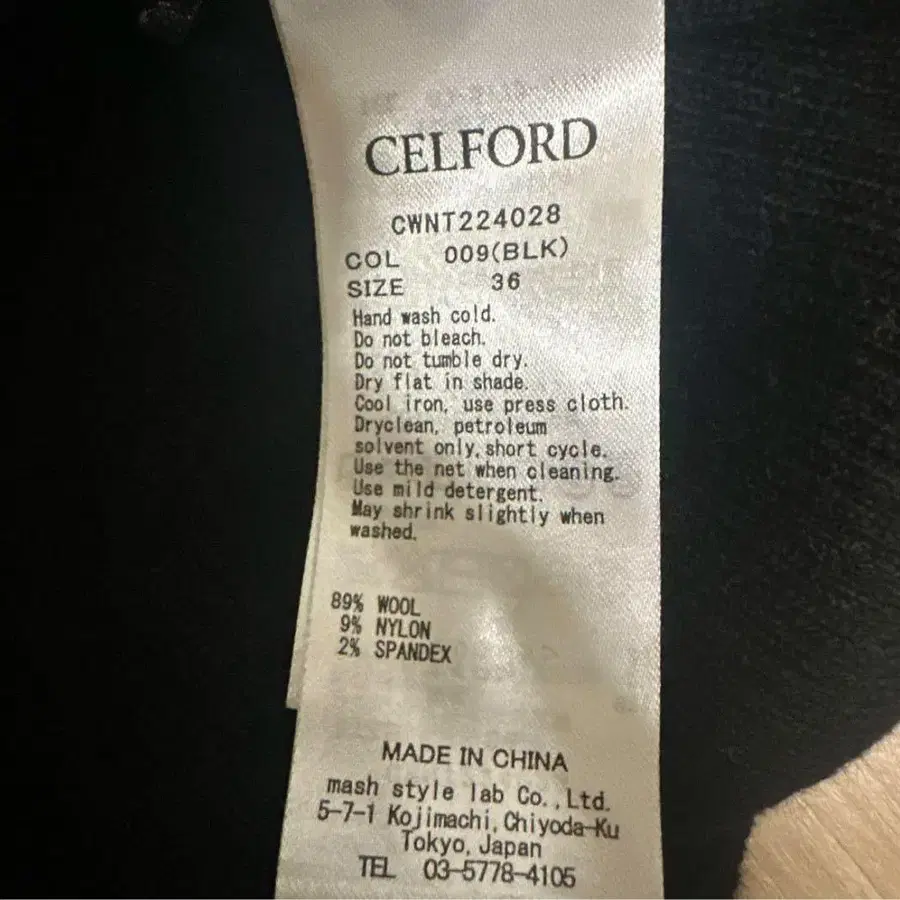 CELFORD
CWNT224028
COL 009(BLK)
SIZE 36
Hand wash cold.
Do not bleach.
Do not tumble dry.
Dry flat in shade.
Cool iron, use press cloth.
Dryclean, petroleum
solvent only,short cycle.
Use the net when cleaning.
Use mild detergent.
May shrink slightly when
washed.
89% WOOL
9% NYLON
2% SPANDEX
MADE IN CHINA
mash style lab Co.,Ltd.
5-7-1 Kojimachi,Chiyoda-Ku
Tokyo,Japan
TEL 03-5778-4105